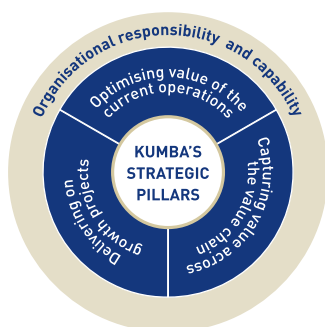 Organisational responsibility and capability
Optimising value of the
current operations
KUMBA'S
STRATEGIC
PILLARS
Capturing value across
the value chain
Delivering on
growth projects